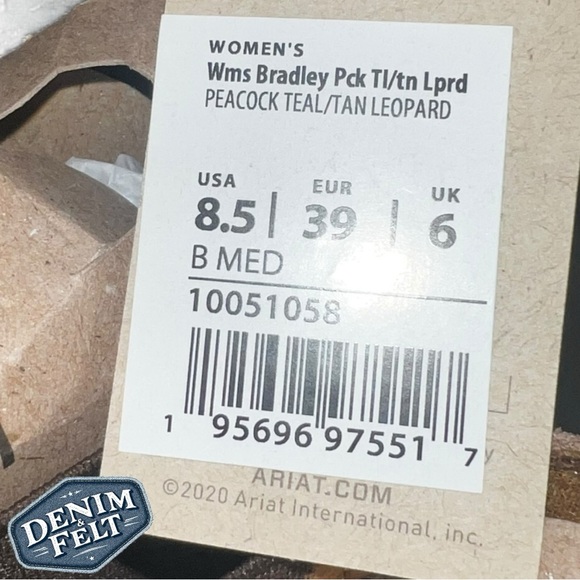 WOMEN'S
Wms Bradley Pck Tl/tn Lprd
PEACOCK TEAL/TAN LEOPARD
USA EUR UK
8.5 | 39 | 6
B MED
10051058
1 95696 97551 7
ARIAT.COM
©2020 Ariat International, inc.
DENIM
&
FELT